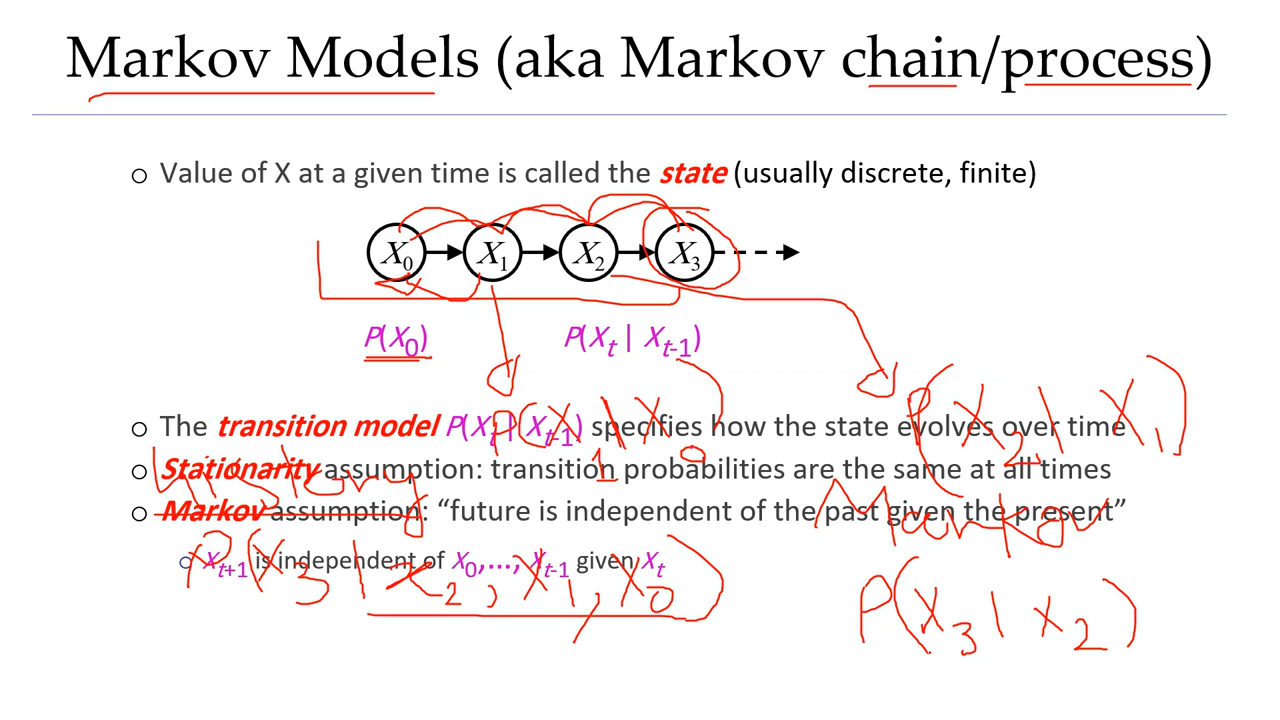 Markov Models (aka Markov chain/process)
○ Value of X at a given time is called the state (usually discrete, finite)
X₀ X₁ X₂ X₃
P(X₀) P(Xₜ | Xₜ₋₁)
○ The transition model P(Xₜ | Xₜ₋₁) specifies how the state evolves over time
P(X₁ | X₀) P(X₂ | X₁)
○ Stationarity assumption: transition probabilities are the same at all times
history
○ Markov assumption: “future is independent of the past given the present”
Markov
○ Xₜ₊₁ is independent of X₀,..., Xₜ₋₁ given Xₜ
P(X₃ | X₂, X₁, X₀) P(X₃ | X₂)